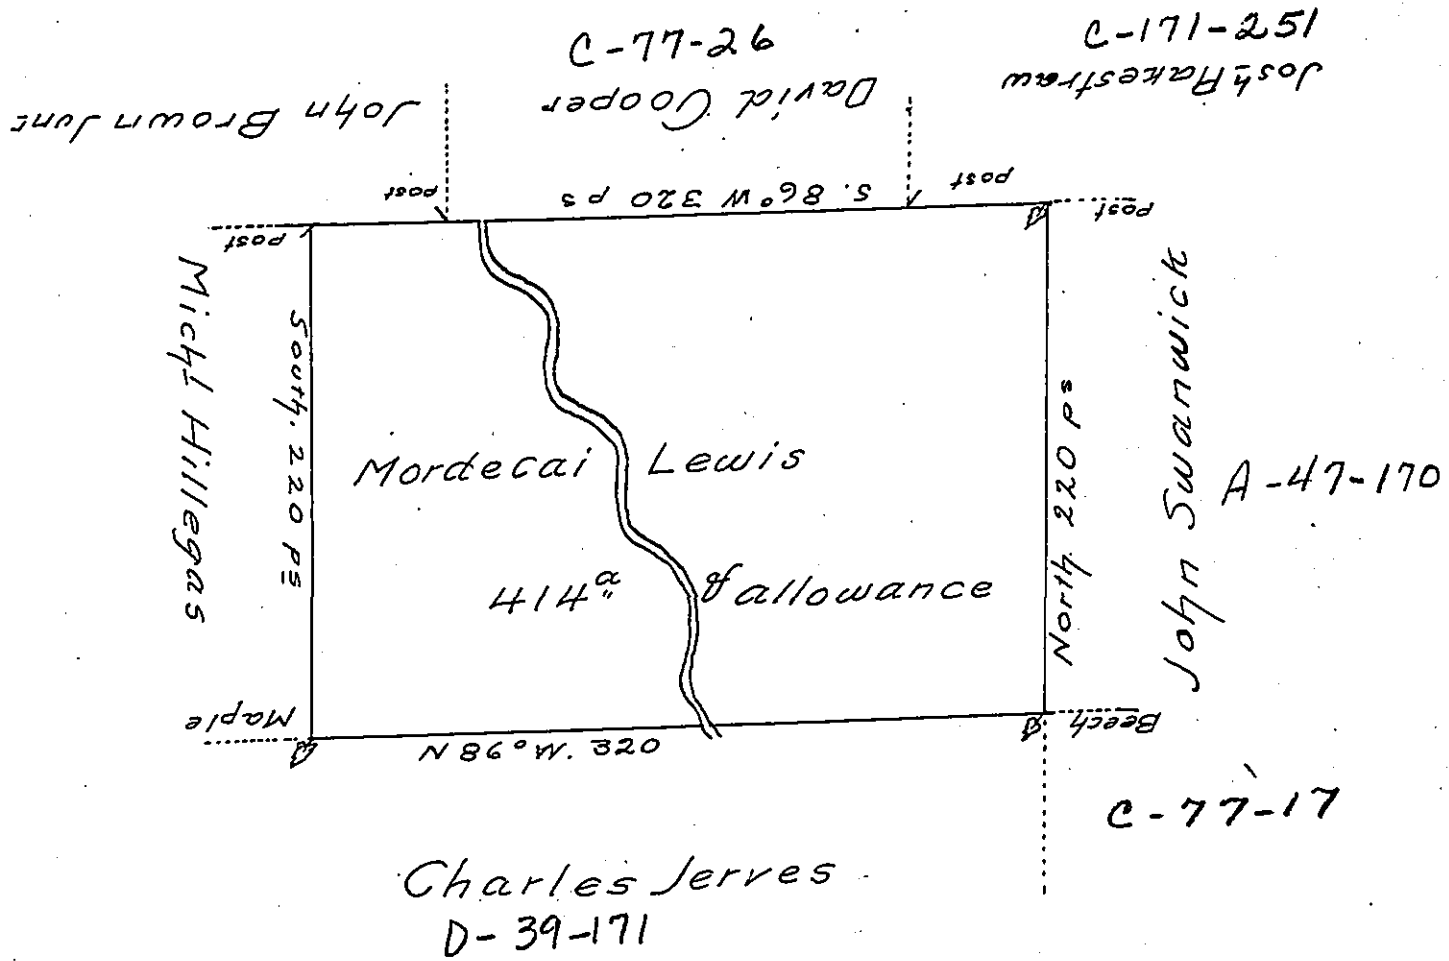 C-77-26
C-171-251
John Brown Junr
David Cooper
Josh Rakestraw
post
S. 86° W 320 ps
post
post
post
Michl Hillegas
South. 220 ps
Mordecai Lewis
414a & allowance
North. 220 ps
John Swanwick
A-47-170
Maple
N 86° W. 320
Beech
C-77-17
Charles Jerves
D-39-171